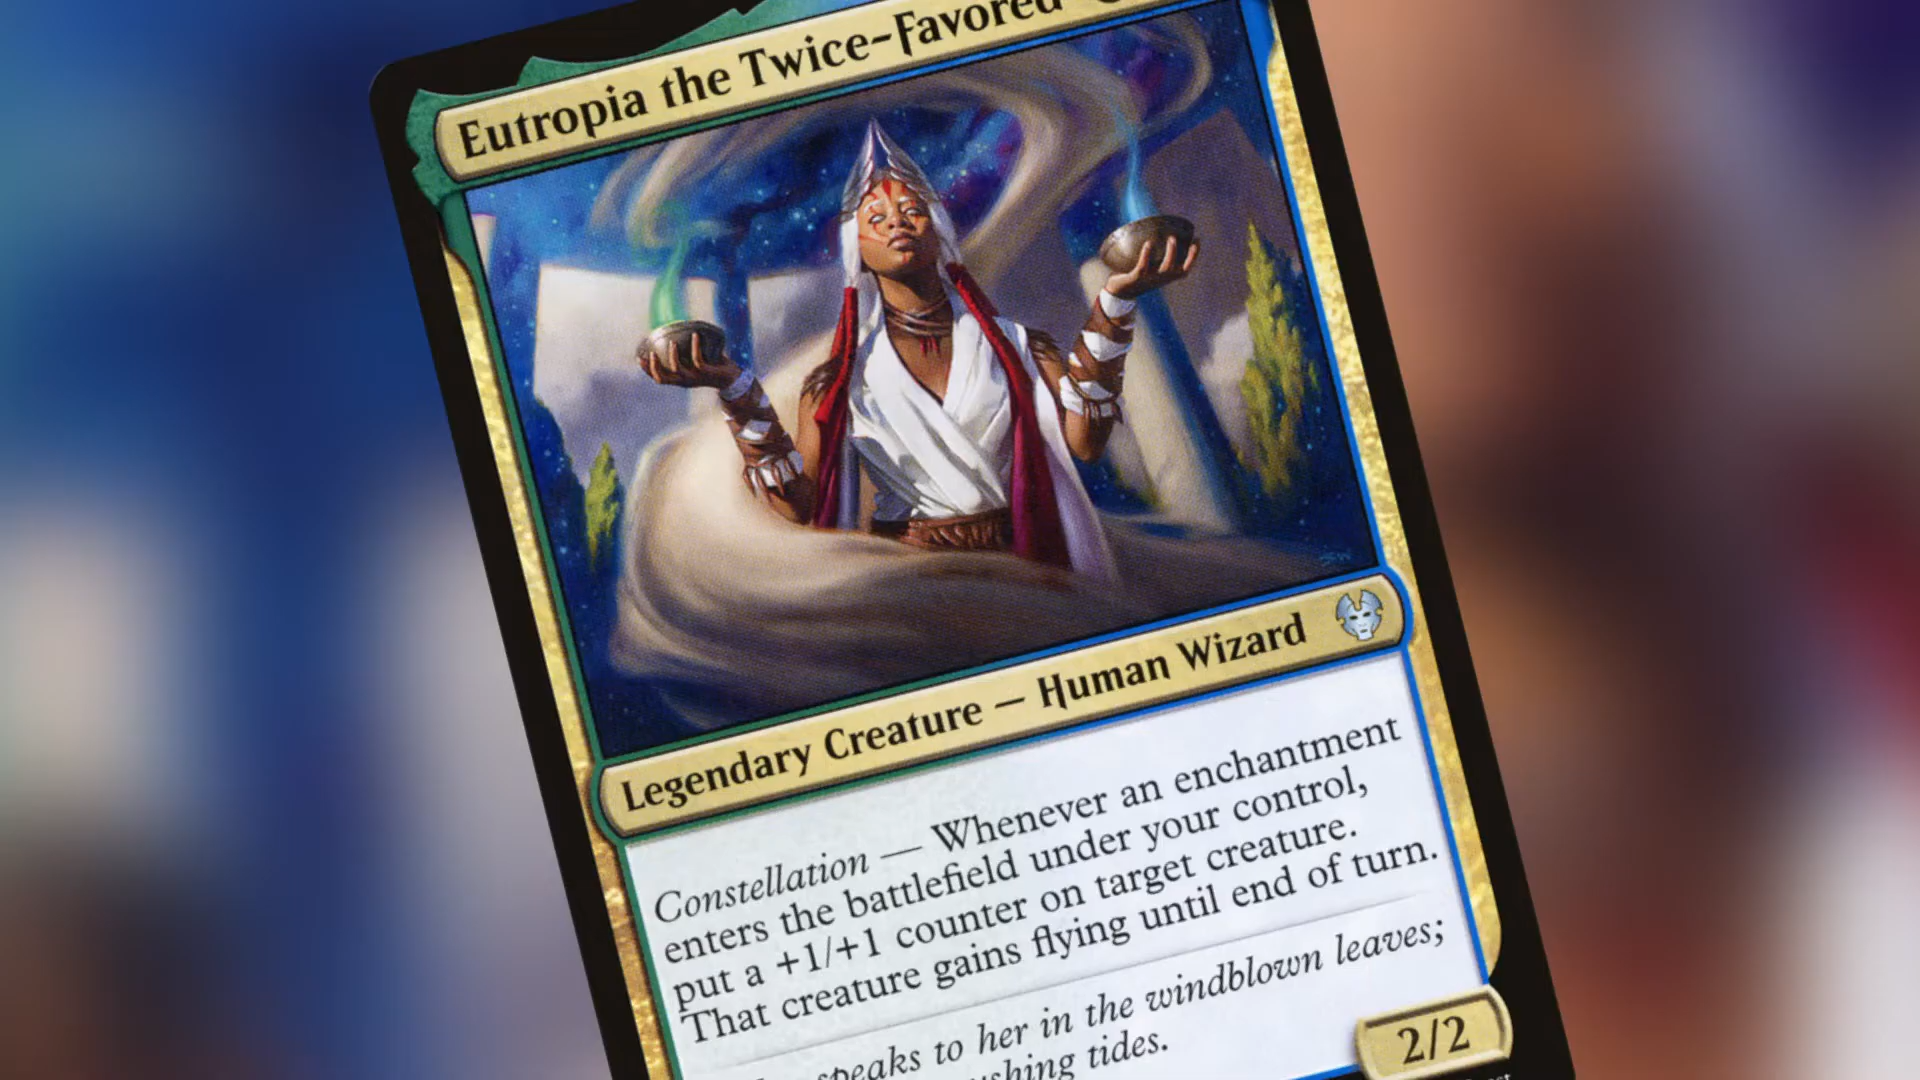 Eutropia the Twice-Favored
Legendary Creature — Human Wizard
Constellation — Whenever an enchantment
enters the battlefield under your control,
put a +1/+1 counter on target creature.
That creature gains flying until end of turn.
speaks to her in the windblown leaves;
tides.
2/2